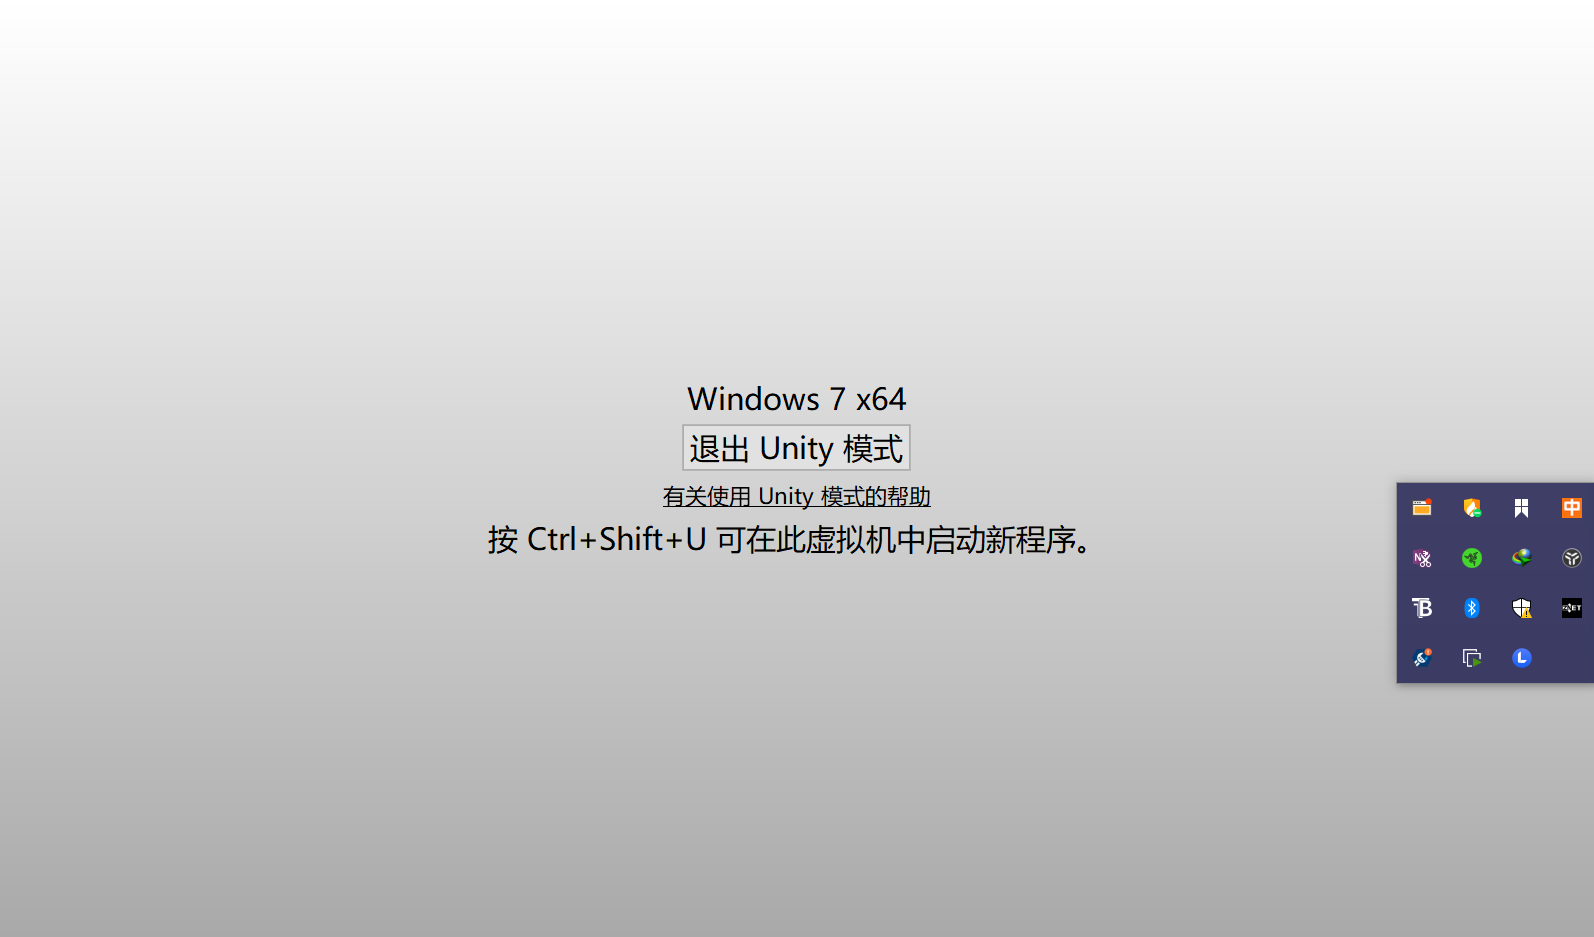 Windows 7 x64
退出 Unity 模式
有关使用 Unity 模式的帮助
按 Ctrl+Shift+U 可在此虚拟机中启动新程序。
中
N
TB
L